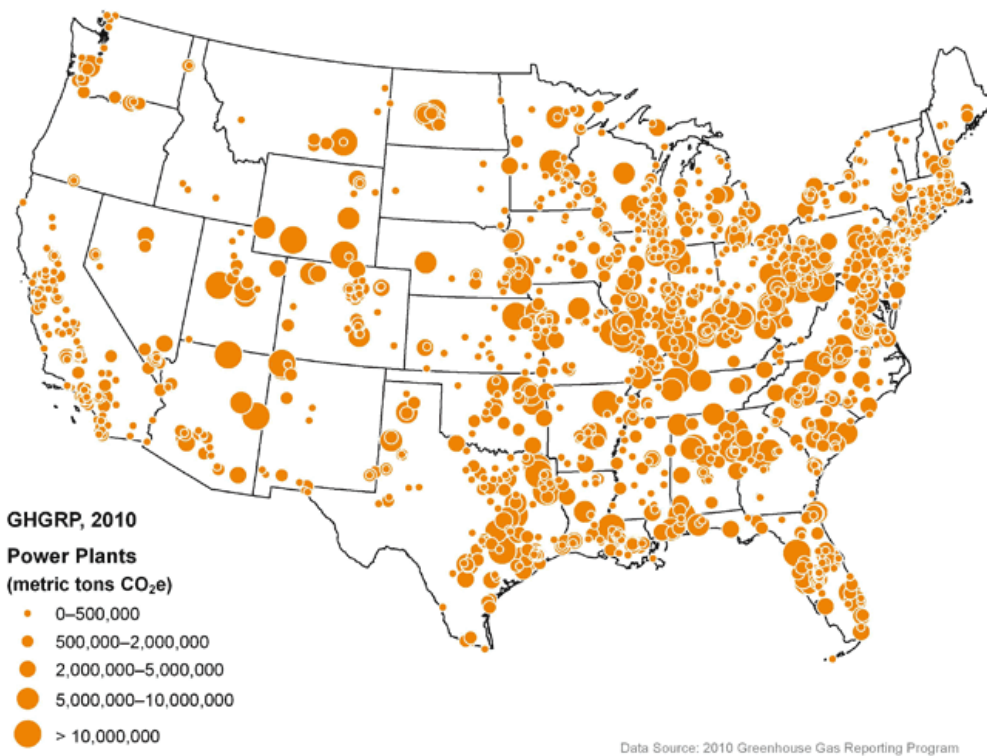 GHGRP, 2010
Power Plants
(metric tons CO₂e)
0–500,000
500,000–2,000,000
2,000,000–5,000,000
5,000,000–10,000,000
> 10,000,000
Data Source: 2010 Greenhouse Gas Reporting Program